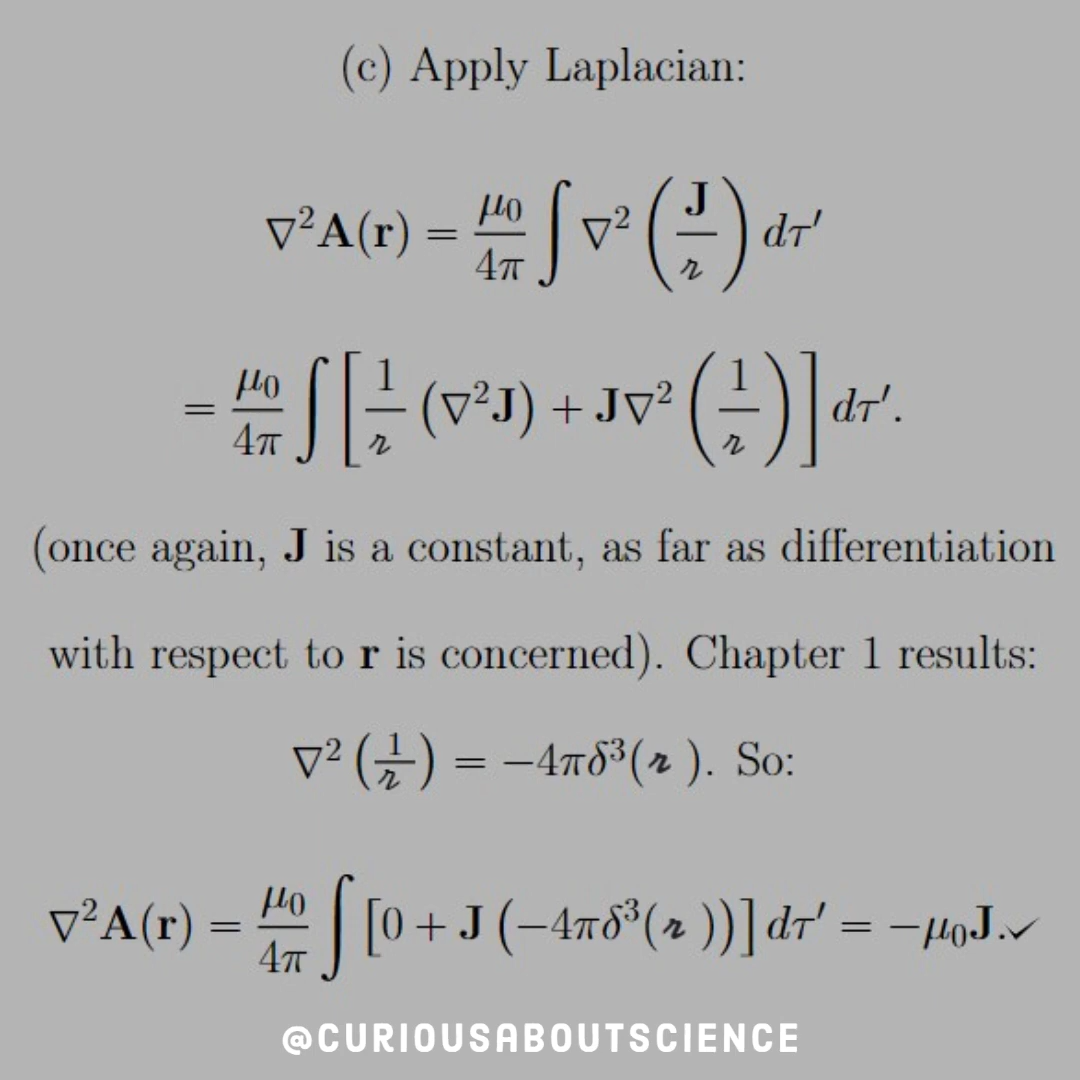 (c) Apply Laplacian:
∇²𝐀(𝐫) = μ₀/4π ∫ ∇² (𝐉/𝓇) dτ′
= μ₀/4π ∫ [1/𝓇 (∇²𝐉) + 𝐉∇² (1/𝓇)] dτ′.
(once again, 𝐉 is a constant, as far as differentiation
with respect to 𝐫 is concerned). Chapter 1 results:
∇² (1/𝓇) = −4πδ³(𝓇 ). So:
∇²𝐀(𝐫) = μ₀/4π ∫ [0 + 𝐉 (−4πδ³(𝓇 ))] dτ′ = −μ₀𝐉.✓
@CURIOUSABOUTSCIENCE